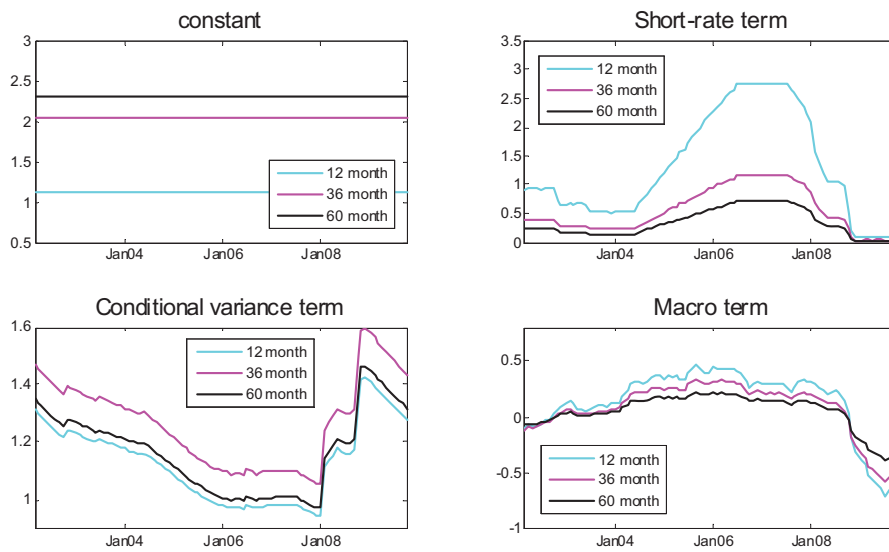 constant
3
2.5
2
1.5
1
0.5
12 month
36 month
60 month
Jan04 Jan06 Jan08
Short-rate term
3.5
3
2.5
2
1.5
1
0.5
0
12 month
36 month
60 month
Jan04 Jan06 Jan08
Conditional variance term
1.6
1.4
1.2
1
12 month
36 month
60 month
Jan04 Jan06 Jan08
Macro term
0.5
0
-0.5
-1
12 month
36 month
60 month
Jan04 Jan06 Jan08